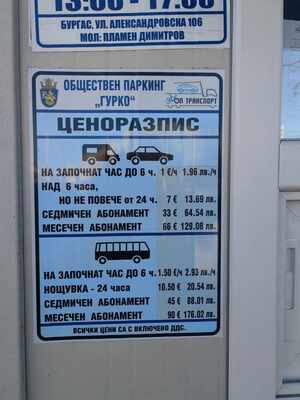 13:00 - 17:00
БУРГАС, УЛ. АЛЕКСАНДРОВСКА 106
МОЛ: ПЛАМЕН ДИМИТРОВ
ОБЩЕСТВЕН ПАРКИНГ
„ГУРКО"
ОП ТРАНСПОРТ
ЦЕНОРАЗПИС
НА ЗАПОЧНАТ ЧАС ДО 6 ч. 1 €/ч 1.96 лв./ч
НАД 6 часа,
НО НЕ ПОВЕЧЕ от 24 ч. 7 € 13.69 лв.
СЕДМИЧЕН АБОНАМЕНТ 33 € 64.54 лв.
МЕСЕЧЕН АБОНАМЕНТ 66 € 129.08 лв.
НА ЗАПОЧНАТ ЧАС ДО 6 ч. 1.50 €/ч 2.93 лв./ч
НОЩУВКА - 24 часа 10.50 € 20.54 лв.
СЕДМИЧЕН АБОНАМЕНТ 45 € 88.01 лв.
МЕСЕЧЕН АБОНАМЕНТ 90 € 176.02 лв.
ВСИЧКИ ЦЕНИ СА С ВКЛЮЧЕНО ДДС.